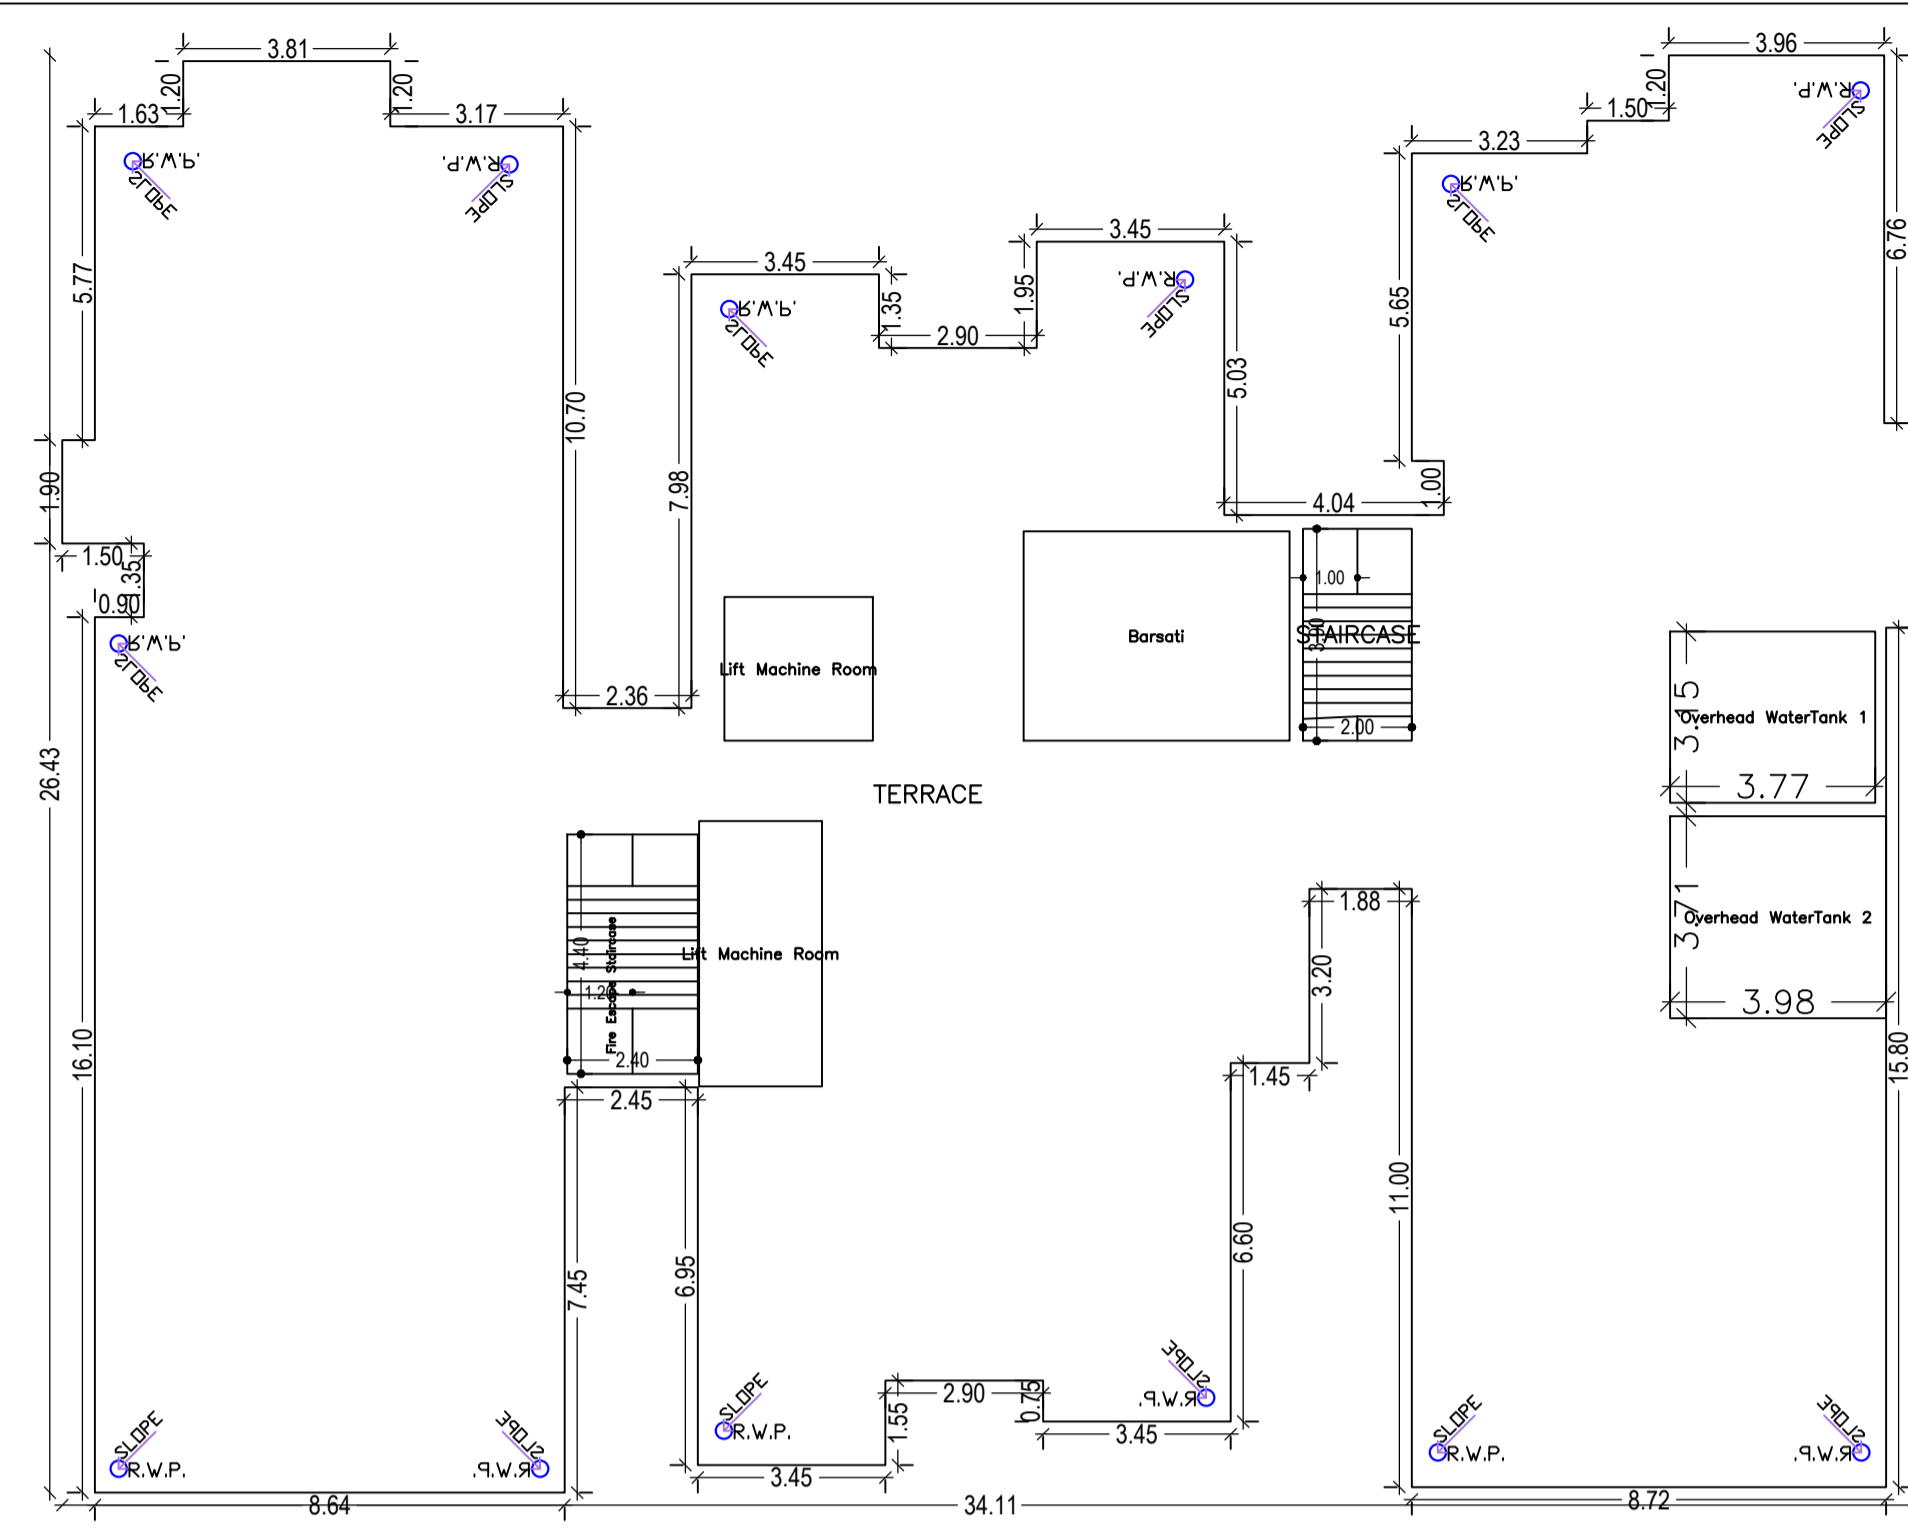 3.81
3.96
1.63
1.20
1.20
3.17
1.50
1.20
3.23
R.W.P.
SLOPE
R.W.P.
SLOPE
R.W.P.
SLOPE
R.W.P.
SLOPE
5.77
3.45
3.45
R.W.P.
SLOPE
R.W.P.
SLOPE
1.35
1.95
2.90
5.65
6.76
10.70
5.03
7.98
1.90
4.04
1.00
1.50
1.35
0.90
R.W.P.
SLOPE
1.00
Barsati
STAIRCASE
3.90
Lift Machine Room
2.36
2.00
3.15
Overhead WaterTank 1
3.77
26.43
TERRACE
1.88
3.71
Overhead WaterTank 2
3.98
4.40
Fire Escape Staircase
1.20
2.40
Lift Machine Room
3.20
1.45
16.10
2.45
15.80
11.00
7.45
6.95
6.60
SLOPE
R.W.P.
2.90
0.75
1.55
SLOPE
R.W.P.
3.45
3.45
SLOPE
R.W.P.
SLOPE
R.W.P.
SLOPE
R.W.P.
SLOPE
R.W.P.
8.64
34.11
8.72